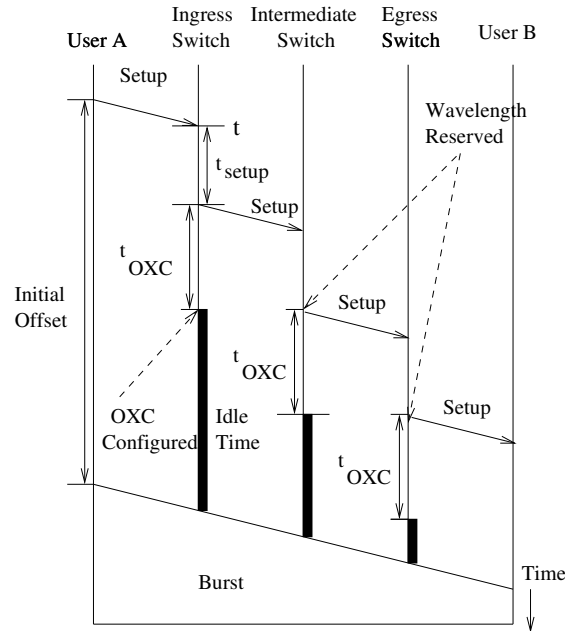 User A
Ingress
Switch
Intermediate
Switch
Egress
Switch
User B
Setup
t
t setup
Wavelength
Reserved
Setup
t OXC
Initial
Offset
Setup
t OXC
OXC
Configured
Idle
Time
Setup
t OXC
Burst
Time